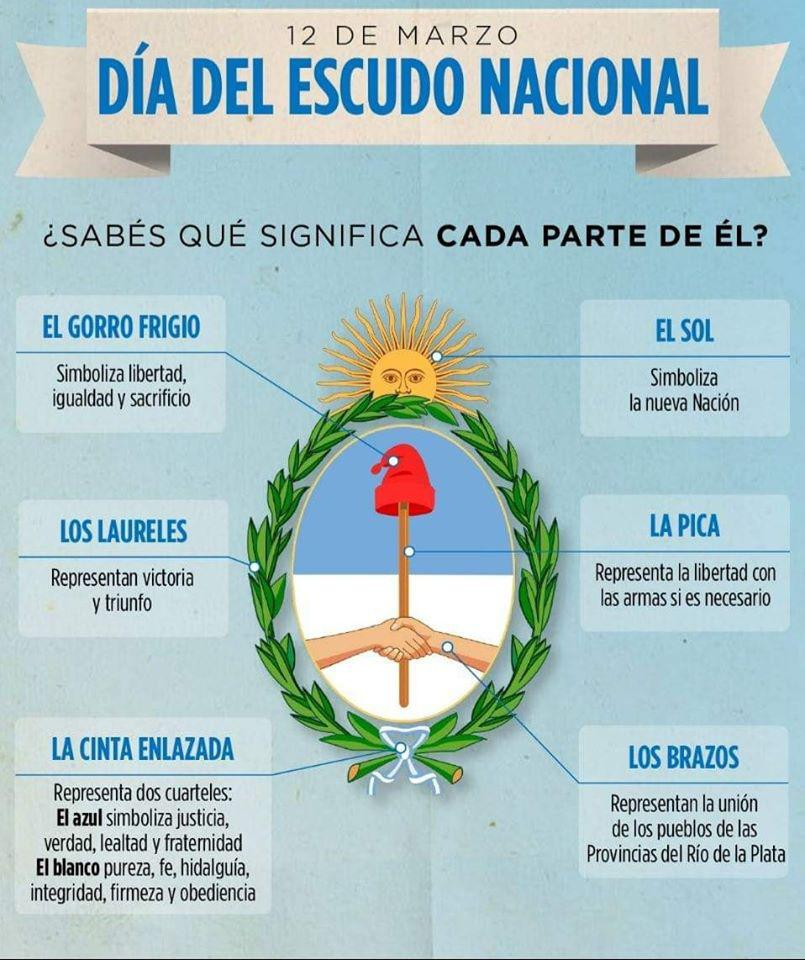 12 DE MARZO
DÍA DEL ESCUDO NACIONAL
¿SABÉS QUÉ SIGNIFICA CADA PARTE DE ÉL?
EL GORRO FRIGIO
Simboliza libertad,
igualdad y sacrificio
EL SOL
Simboliza
la nueva Nación
LOS LAURELES
Representan victoria
y triunfo
LA PICA
Representa la libertad con
las armas si es necesario
LA CINTA ENLAZADA
Representa dos cuarteles:
El azul simboliza justicia,
verdad, lealtad y fraternidad
El blanco pureza, fe, hidalguía,
integridad, firmeza y obediencia
LOS BRAZOS
Representan la unión
de los pueblos de las
Provincias del Río de la Plata